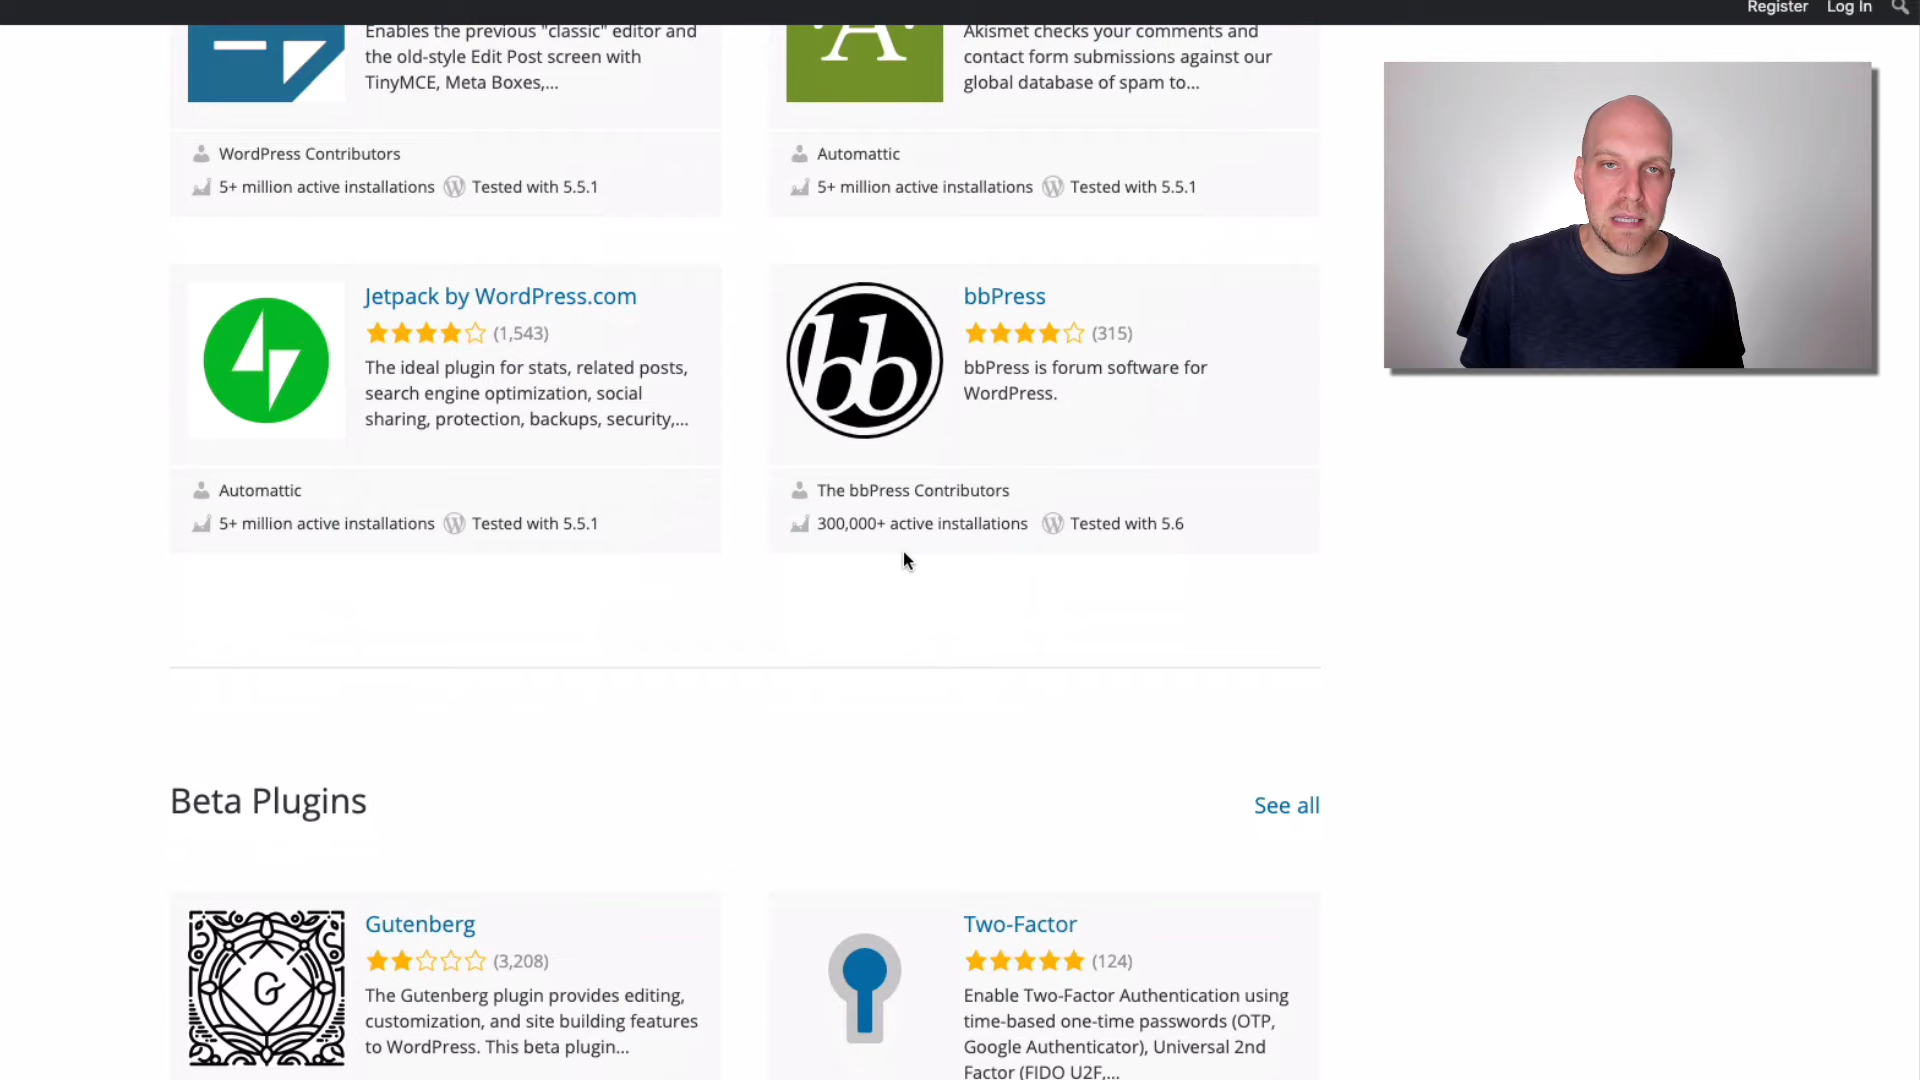 Register Log In
Enables the previous "classic" editor and
the old-style Edit Post screen with
TinyMCE, Meta Boxes,...
WordPress Contributors
5+ million active installations Tested with 5.5.1
A
Akismet checks your comments and
contact form submissions against our
global database of spam to...
Automattic
5+ million active installations Tested with 5.5.1
Jetpack by WordPress.com
(1,543)
The ideal plugin for stats, related posts,
search engine optimization, social
sharing, protection, backups, security,...
Automattic
5+ million active installations Tested with 5.5.1
bb
bbPress
(315)
bbPress is forum software for
WordPress.
The bbPress Contributors
300,000+ active installations Tested with 5.6
Beta Plugins
See all
G
Gutenberg
(3,208)
The Gutenberg plugin provides editing,
customization, and site building features
to WordPress. This beta plugin...
Two-Factor
(124)
Enable Two-Factor Authentication using
time-based one-time passwords (OTP,
Google Authenticator), Universal 2nd
Factor (FIDO U2F,...